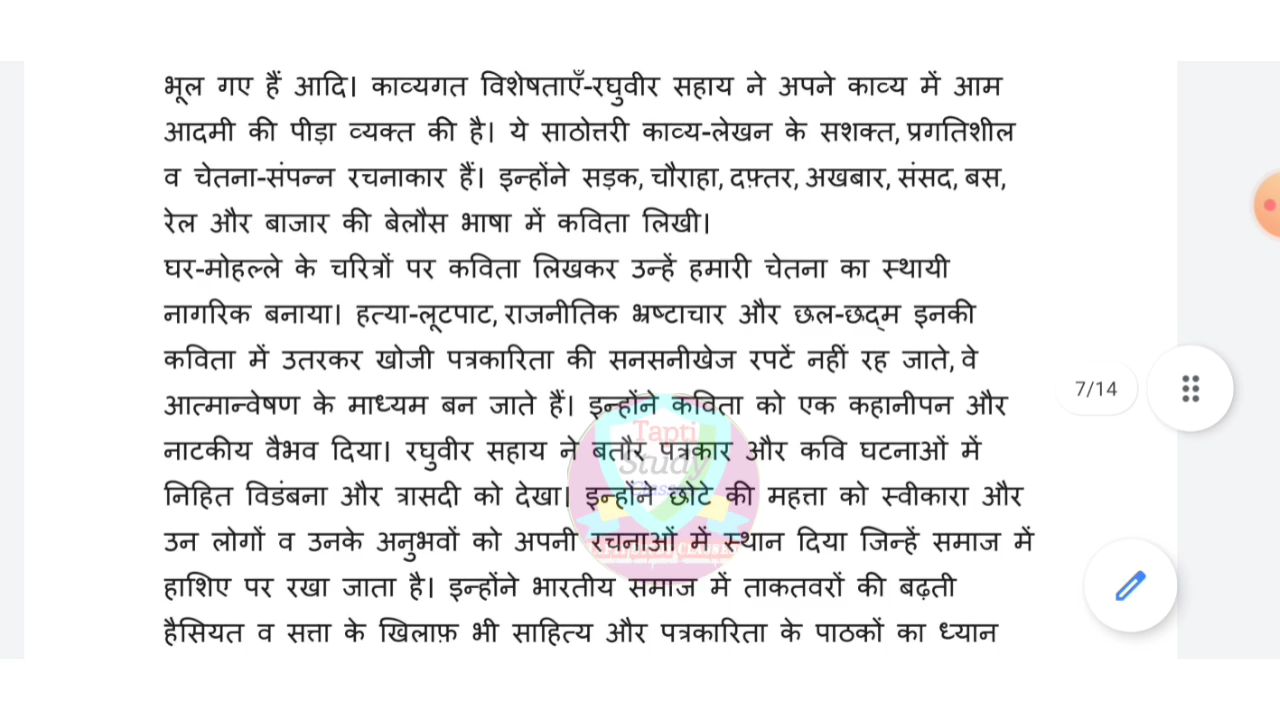 भूल गए हैं आदि। काव्यगत विशेषताएँ-रघुवीर सहाय ने अपने काव्य में आम
आदमी की पीड़ा व्यक्त की है। ये साठोत्तरी काव्य-लेखन के सशक्त, प्रगतिशील
व चेतना-संपन्न रचनाकार हैं। इन्होंने सड़क, चौराहा, दफ़्तर, अखबार, संसद, बस,
रेल और बाजार की बेलौस भाषा में कविता लिखी।
घर-मोहल्ले के चरित्रों पर कविता लिखकर उन्हें हमारी चेतना का स्थायी
नागरिक बनाया। हत्या-लूटपाट, राजनीतिक भ्रष्टाचार और छल-छद्म इनकी
कविता में उतरकर खोजी पत्रकारिता की सनसनीखेज रपटें नहीं रह जाते, वे
7/14
आत्मान्वेषण के माध्यम बन जाते हैं। इन्होंने कविता को एक कहानीपन और
नाटकीय वैभव दिया। रघुवीर सहाय ने बतौर पत्रकार और कवि घटनाओं में
निहित विडंबना और त्रासदी को देखा। इन्होंने छोटे की महत्ता को स्वीकारा और
उन लोगों व उनके अनुभवों को अपनी रचनाओं में स्थान दिया जिन्हें समाज में
हाशिए पर रखा जाता है। इन्होंने भारतीय समाज में ताकतवरों की बढ़ती
हैसियत व सत्ता के खिलाफ़ भी साहित्य और पत्रकारिता के पाठकों का ध्यान
Tapti
Study